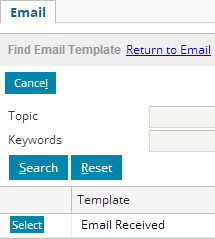 Email
Find Email Template Return to Email
Cancel
Topic
Keywords
Search Reset
Template
Select Email Received